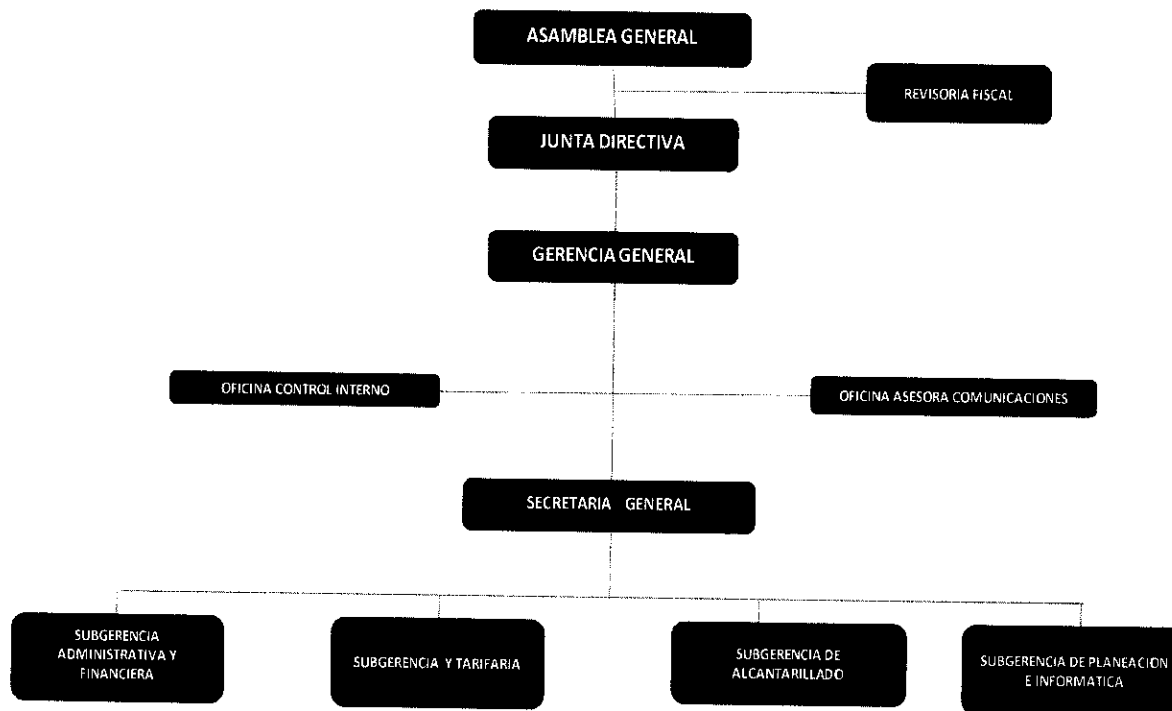 ASAMBLEA GENERAL
REVISORIA FISCAL
JUNTA DIRECTIVA
GERENCIA GENERAL
OFICINA CONTROL INTERNO
OFICINA ASESORA COMUNICACIONES
SECRETARIA GENERAL
SUBGERENCIA
ADMINISTRATIVA Y
FINANCIERA
SUBGERENCIA Y TARIFARIA
SUBGERENCIA DE
ALCANTARILLADO
SUBGERENCIA DE PLANEACION
E INFORMATICA